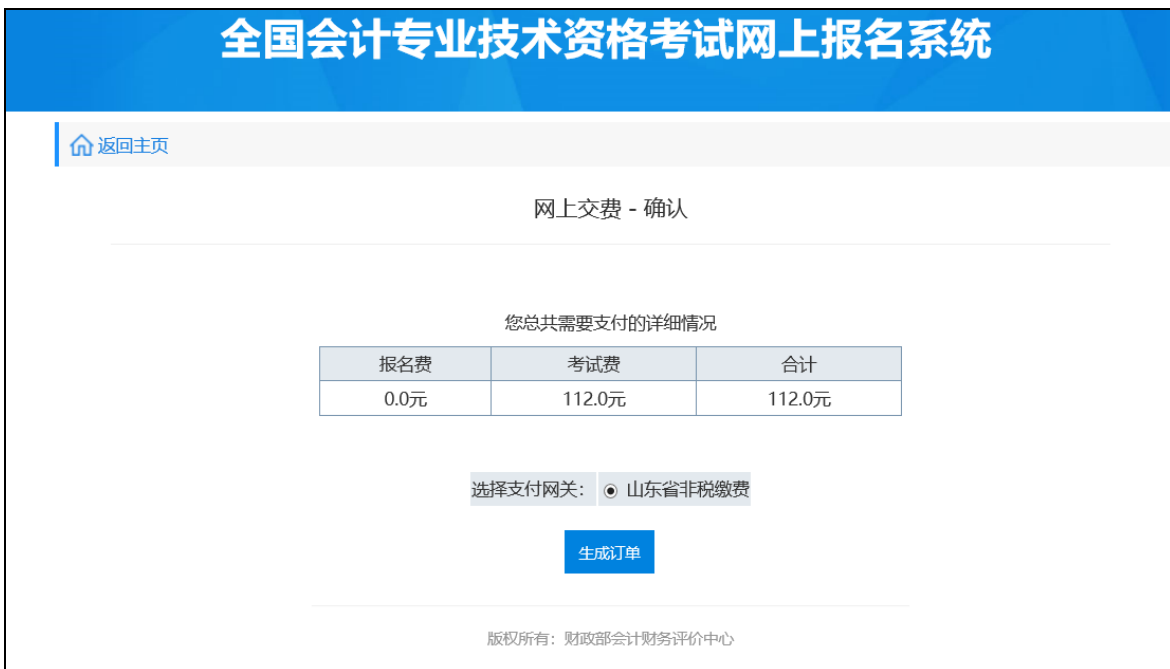 全国会计专业技术资格考试网上报名系统
返回主页
网上交费 - 确认
您总共需要支付的详细情况
报名费 考试费 合计
0.0元 112.0元 112.0元
选择支付网关： 山东省非税缴费
生成订单
版权所有：财政部会计财务评价中心